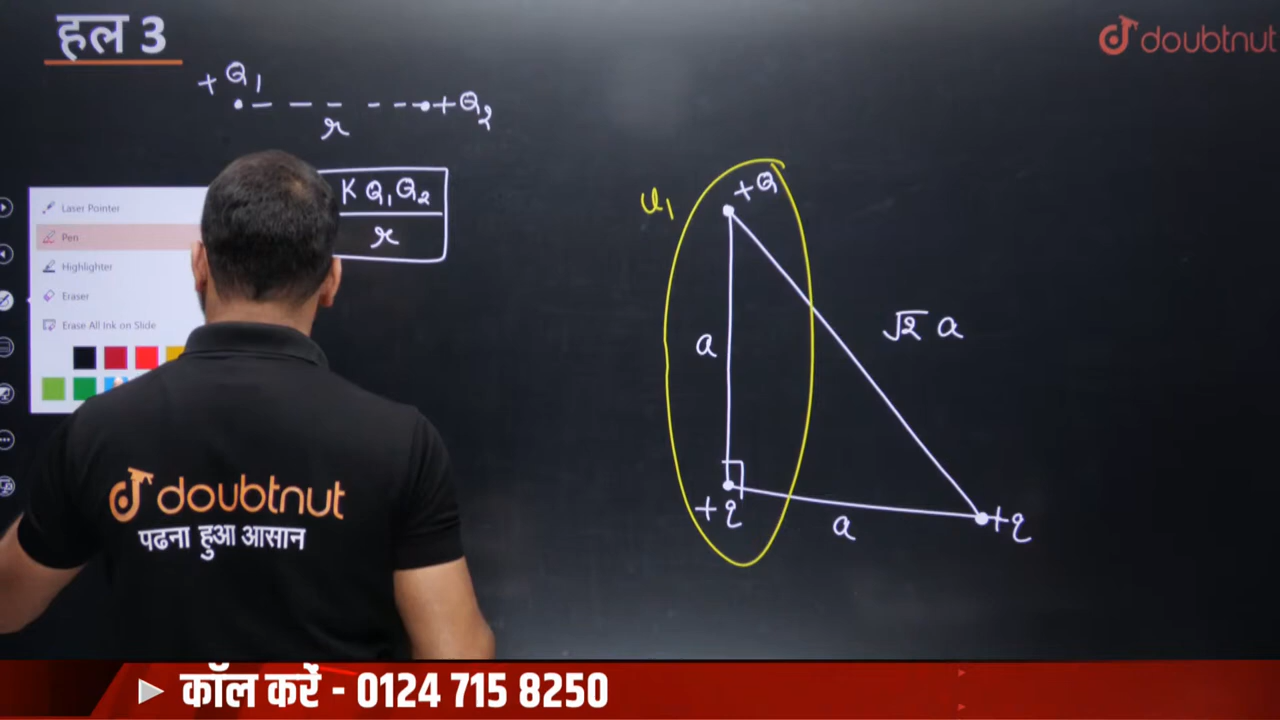 हल 3
doubtnut
+Q₁
+Q₂
r
K Q₁Q₂
r
Laser Pointer
Pen
Highlighter
Eraser
Erase All Ink on Slide
U₁
+Q
a
√2 a
+q
a
+q
doubtnut
पढना हुआ आसान
कॉल करें - 0124 715 8250